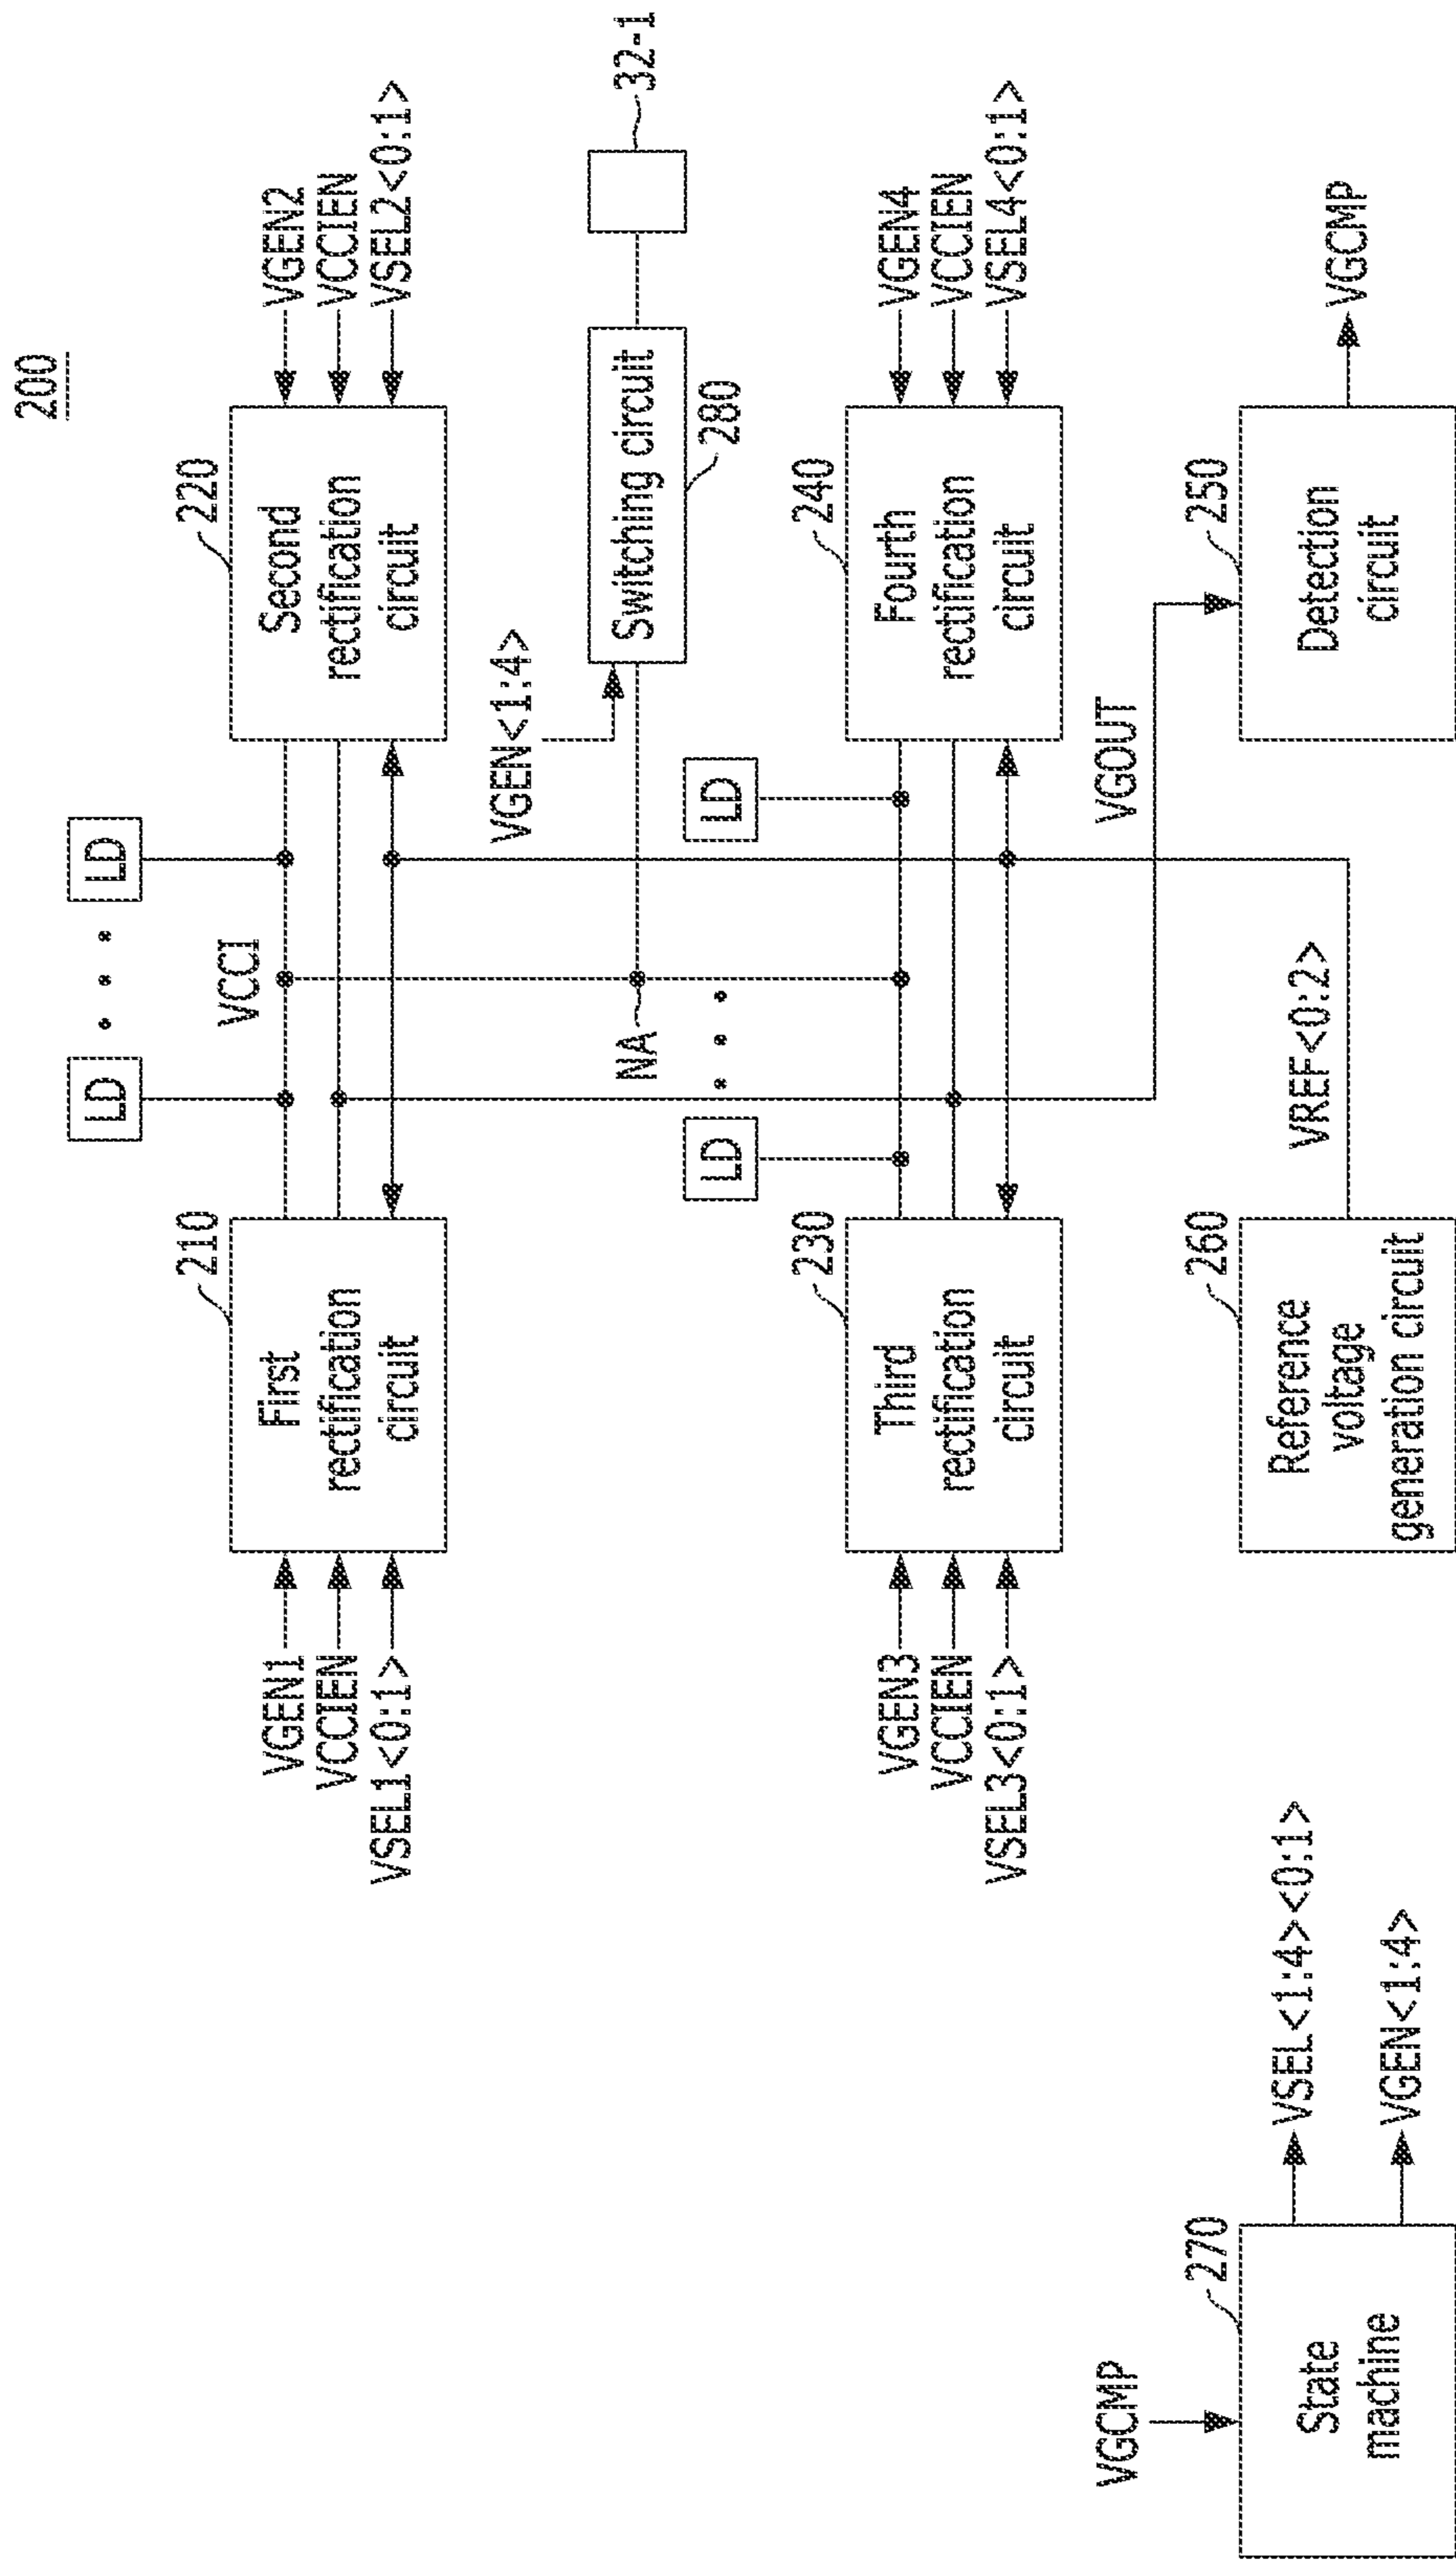 200
LD
LD
VCCI
210
220
VGEN1
VCCIEN
VSEL1<0:1>
First
rectification
circuit
Second
rectification
circuit
VGEN2
VCCIEN
VSEL2<0:1>
VGEN<1:4>
NA
Switching circuit
280
32-1
LD
LD
230
240
VGEN3
VCCIEN
VSEL3<0:1>
Third
rectification
circuit
Fourth
rectification
circuit
VGEN4
VCCIEN
VSEL4<0:1>
VGOUT
VGCMP
270
State
machine
VSEL<1:4><0:1>
VGEN<1:4>
260
Reference
voltage
generation circuit
VREF<0:2>
250
Detection
circuit
VGCMP